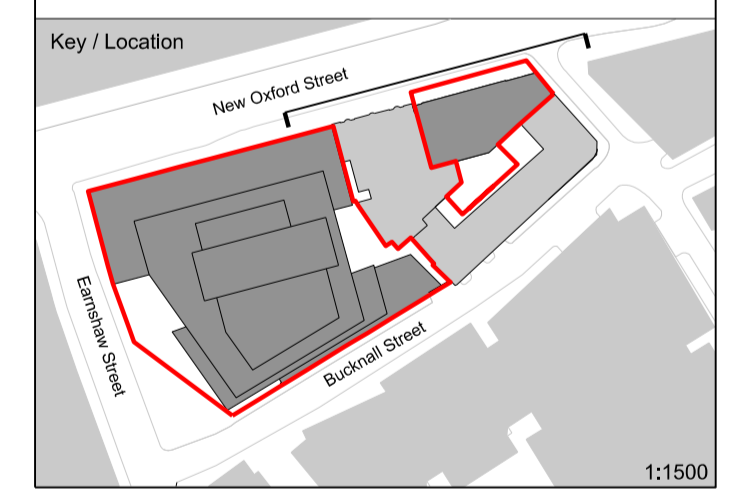 Key / Location
New Oxford Street
Earnshaw Street
Bucknall Street
1:1500